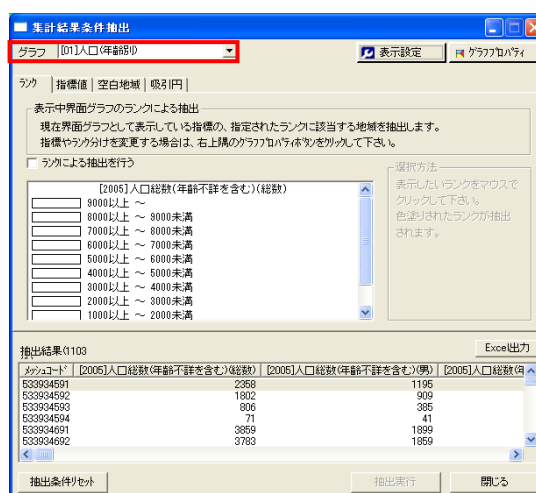 集計結果条件抽出
グラフ [01]人口(年齢別) 表示設定 グラフプロパティ
ランク 指標値 空白地域 吸引円
表示中界面グラフのランクによる抽出
現在界面グラフとして表示している指標の、指定されたランクに該当する地域を抽出します。
指標やランク分けを変更する場合は、右上隅のグラフプロパティボタンをクリックして下さい。
ランクによる抽出を行う
[2005]人口総数(年齢不詳を含む)(総数)
9000以上 ～
8000以上 ～ 9000未満
7000以上 ～ 8000未満
6000以上 ～ 7000未満
5000以上 ～ 6000未満
4000以上 ～ 5000未満
3000以上 ～ 4000未満
2000以上 ～ 3000未満
1000以上 ～ 2000未満
選択方法
表示したいランクをマウスで
クリックして下さい。
色塗りされたランクが抽出
されます。
抽出結果(1103
Excel出力
メッシュコード [2005]人口総数(年齢不詳を含む)(総数) [2005]人口総数(年齢不詳を含む)(男) [2005]人口総数(年
533934591 2358 1195
533934592 1802 909
533934593 806 385
533934594 71 41
533934691 3859 1899
533934692 3783 1859
抽出条件リセット 抽出実行 閉じる